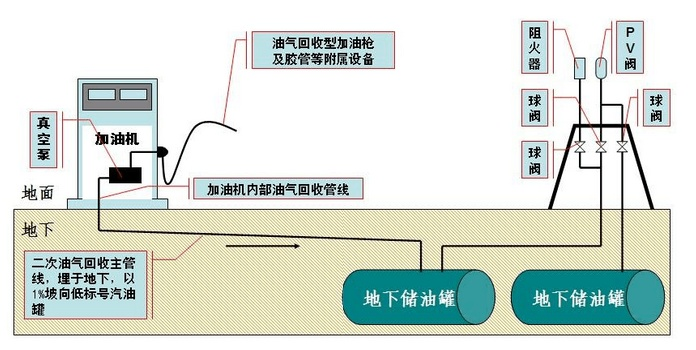 油气回收型加油枪
及胶管等附属设备
阻
火
器
P
V
阀
真
空
泵
加油机
球
阀
球
阀
球
阀
加油机内部油气回收管线
地面
地下
二次油气回收主管
线，埋于地下，以
1%坡向低标号汽油
罐
地下储油罐
地下储油罐